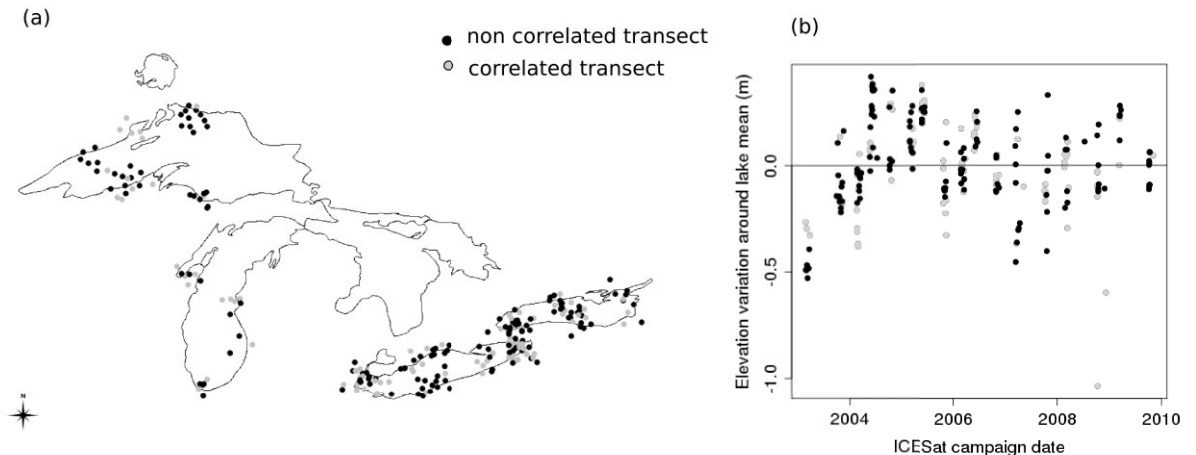 (a)
non correlated transect
correlated transect
N
(b)
Elevation variation around lake mean (m)
0.0
-0.5
-1.0
2004 2006 2008 2010
ICESat campaign date